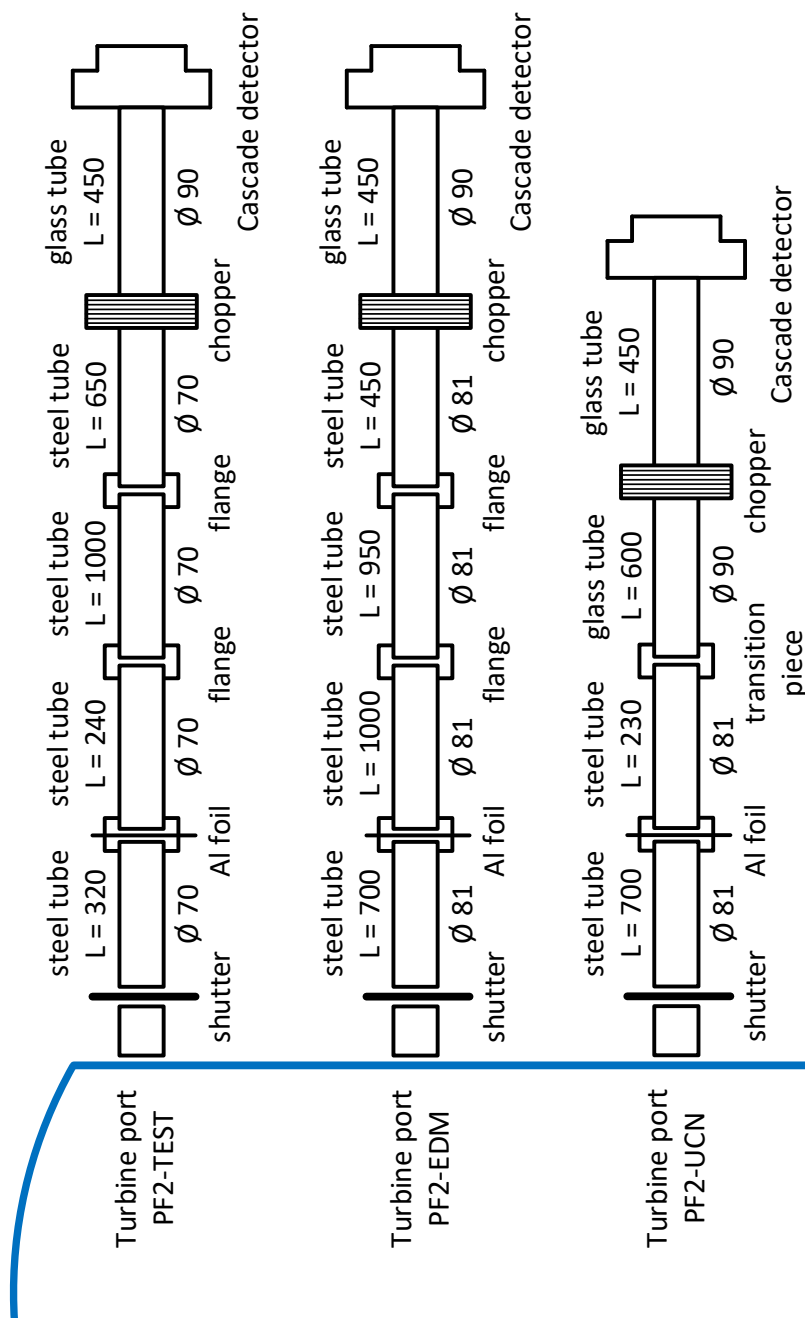 Turbine port
PF2-TEST
shutter
steel tube
L = 320
Ø 70
Al foil
steel tube
L = 240
Ø 70
flange
steel tube
L = 1000
Ø 70
flange
steel tube
L = 650
Ø 70
chopper
glass tube
L = 450
Ø 90
Cascade detector
Turbine port
PF2-EDM
shutter
steel tube
L = 700
Ø 81
Al foil
steel tube
L = 1000
Ø 81
flange
steel tube
L = 950
Ø 81
flange
steel tube
L = 450
Ø 81
chopper
glass tube
L = 450
Ø 90
Cascade detector
Turbine port
PF2-UCN
shutter
steel tube
L = 700
Ø 81
Al foil
steel tube
L = 230
Ø 81
transition
piece
glass tube
L = 600
Ø 90
chopper
glass tube
L = 450
Ø 90
Cascade detector